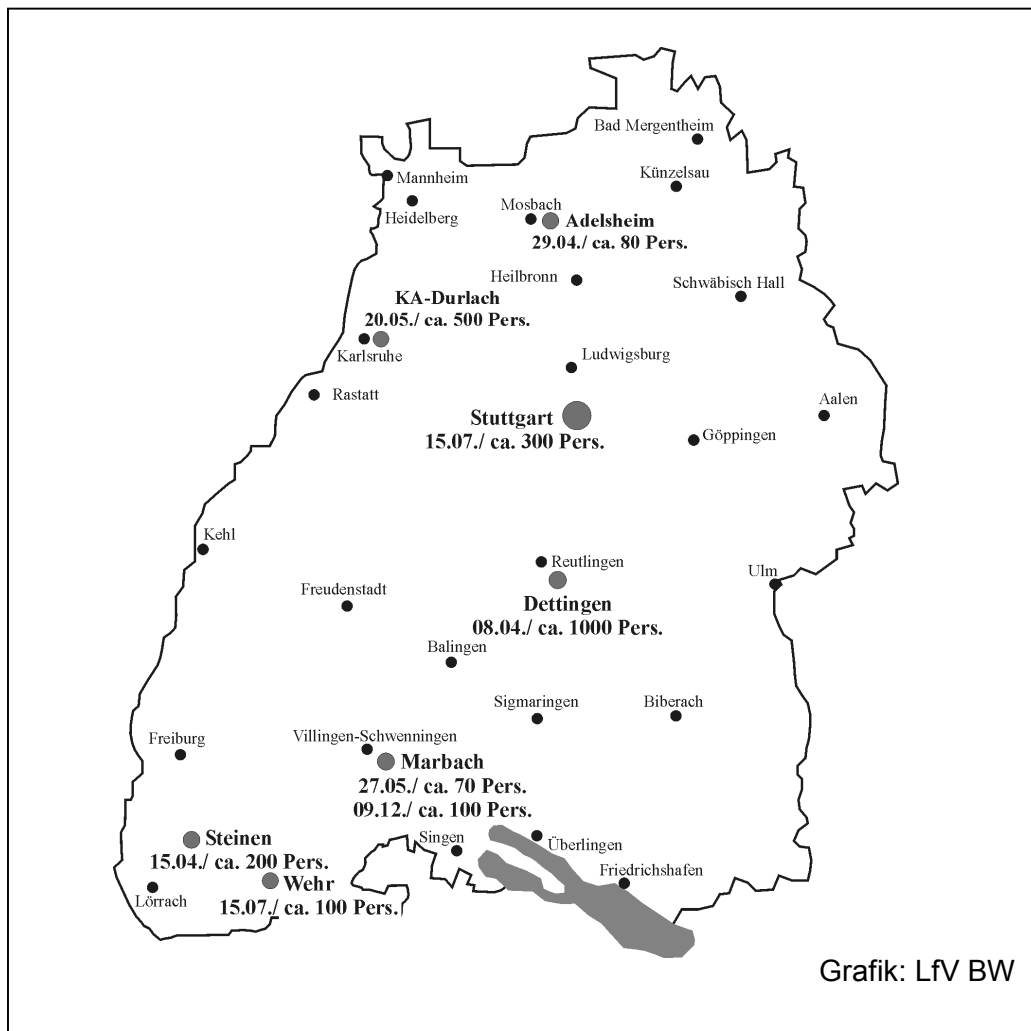 Bad Mergentheim
Mannheim
Künzelsau
Heidelberg
Mosbach
Adelsheim
29.04./ ca. 80 Pers.
Heilbronn
Schwäbisch Hall
KA-Durlach
20.05./ ca. 500 Pers.
Karlsruhe
Ludwigsburg
Rastatt
Aalen
Stuttgart
15.07./ ca. 300 Pers.
Göppingen
Kehl
Reutlingen
Ulm
Freudenstadt
Dettingen
08.04./ ca. 1000 Pers.
Balingen
Sigmaringen
Biberach
Freiburg
Villingen-Schwenningen
Marbach
27.05./ ca. 70 Pers.
09.12./ ca. 100 Pers.
Singen
Überlingen
Steinen
15.04./ ca. 200 Pers.
Friedrichshafen
Wehr
15.07./ ca. 100 Pers.
Lörrach
Grafik: LfV BW